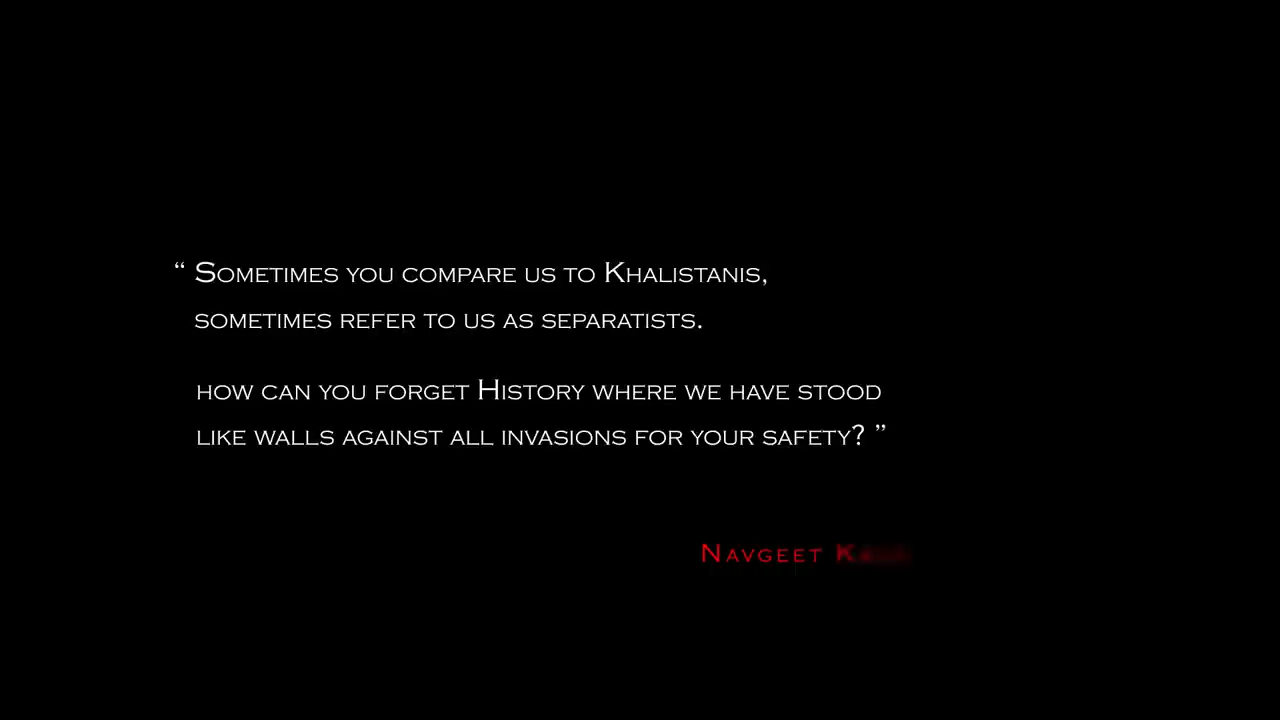 “ Sometimes you compare us to Khalistanis,
sometimes refer to us as separatists.
how can you forget History where we have stood
like walls against all invasions for your safety? ”
Navgeet